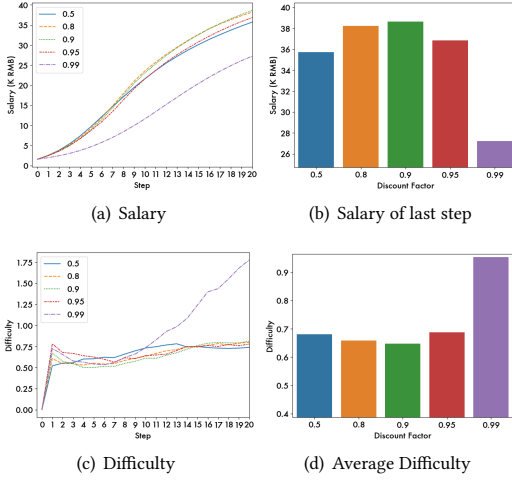 40
35
30
25
20
15
10
5
0
Salary (K RMB)
0.5
0.8
0.9
0.95
0.99
0 1 2 3 4 5 6 7 8 9 10 11 12 13 14 15 16 17 18 19 20
Step
(a) Salary
40
38
36
34
32
30
28
26
Salary (K RMB)
0.5 0.8 0.9 0.95 0.99
Discount Factor
(b) Salary of last step
1.75
1.50
1.25
1.00
0.75
0.50
0.25
0.00
Difficulty
0.5
0.8
0.9
0.95
0.99
0 1 2 3 4 5 6 7 8 9 10 11 12 13 14 15 16 17 18 19 20
Step
(c) Difficulty
0.9
0.8
0.7
0.6
0.5
0.4
Difficulty
0.5 0.8 0.9 0.95 0.99
Discount Factor
(d) Average Difficulty